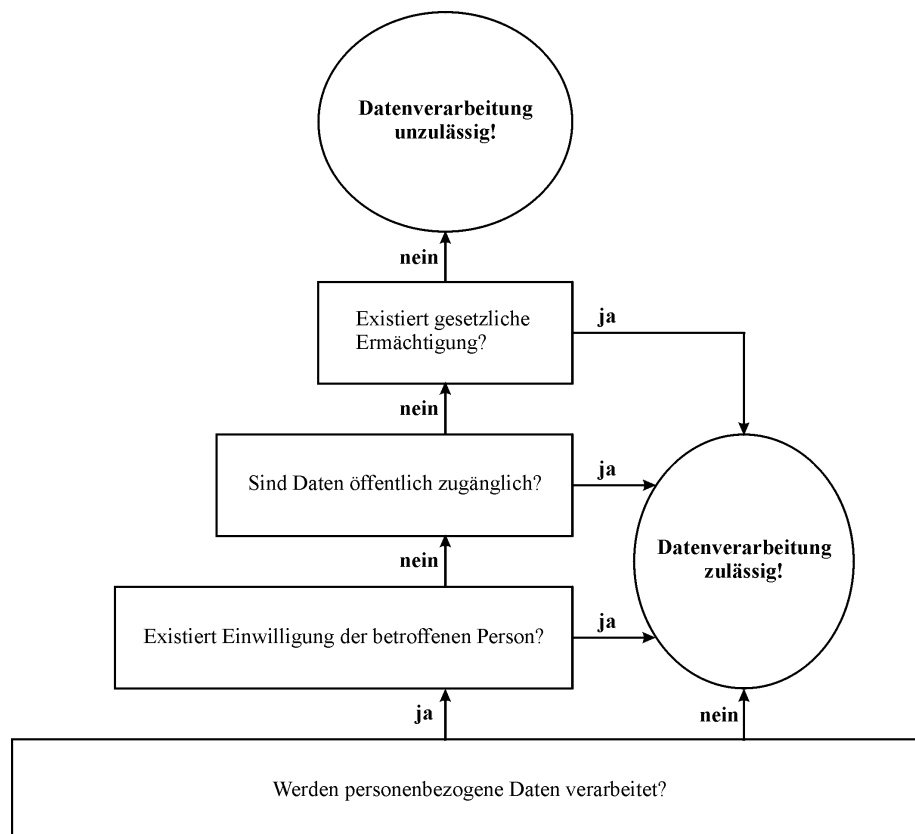 Datenverarbeitung
unzulässig!
nein
Existiert gesetzliche
Ermächtigung?
ja
nein
Sind Daten öffentlich zugänglich?
ja
Datenverarbeitung
zulässig!
nein
Existiert Einwilligung der betroffenen Person?
ja
ja
nein
Werden personenbezogene Daten verarbeitet?